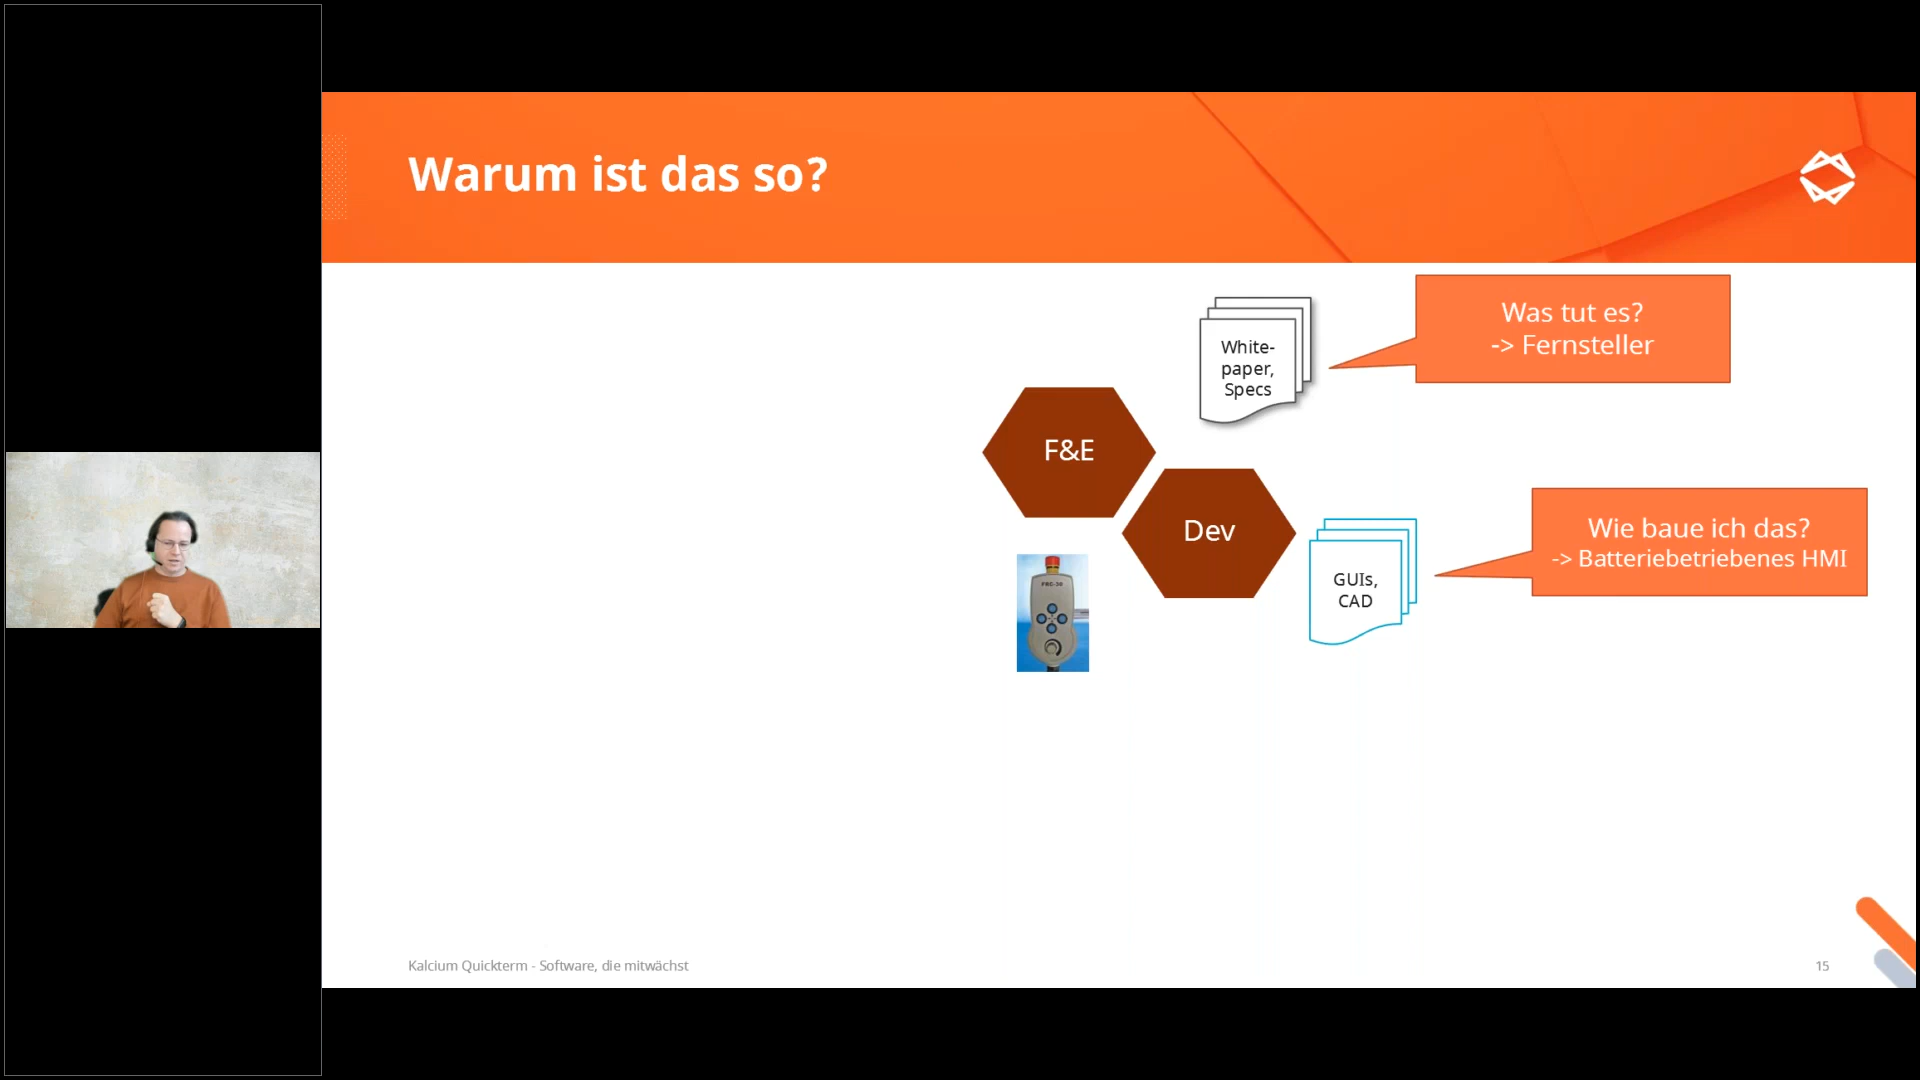 Warum ist das so?
White-
paper,
Specs
Was tut es?
-> Fernsteller
F&E
Dev
GUIs,
CAD
Wie baue ich das?
-> Batteriebetriebenes HMI
Kalcium Quickterm - Software, die mitwächst
15